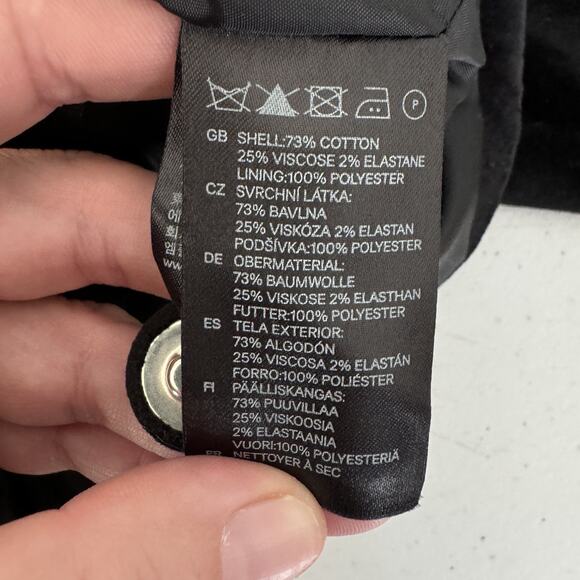 P
GB SHELL:73% COTTON
25% VISCOSE 2% ELASTANE
LINING:100% POLYESTER
CZ SVRCHNÍ LÁTKA:
73% BAVLNA
25% VISKÓZA 2% ELASTAN
PODŠÍVKA:100% POLYESTER
DE OBERMATERIAL:
73% BAUMWOLLE
25% VISKOSE 2% ELASTHAN
FUTTER:100% POLYESTER
ES TELA EXTERIOR:
73% ALGODÓN
25% VISCOSA 2% ELASTÁN
FORRO:100% POLIÉSTER
FI PÄÄLLISKANGAS:
73% PUUVILLAA
25% VISKOOSIA
2% ELASTAANIA
VUORI:100% POLYESTERIÄ
FR NETTOYER À SEC